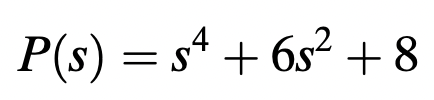 P(s) = s⁴ + 6s² + 8